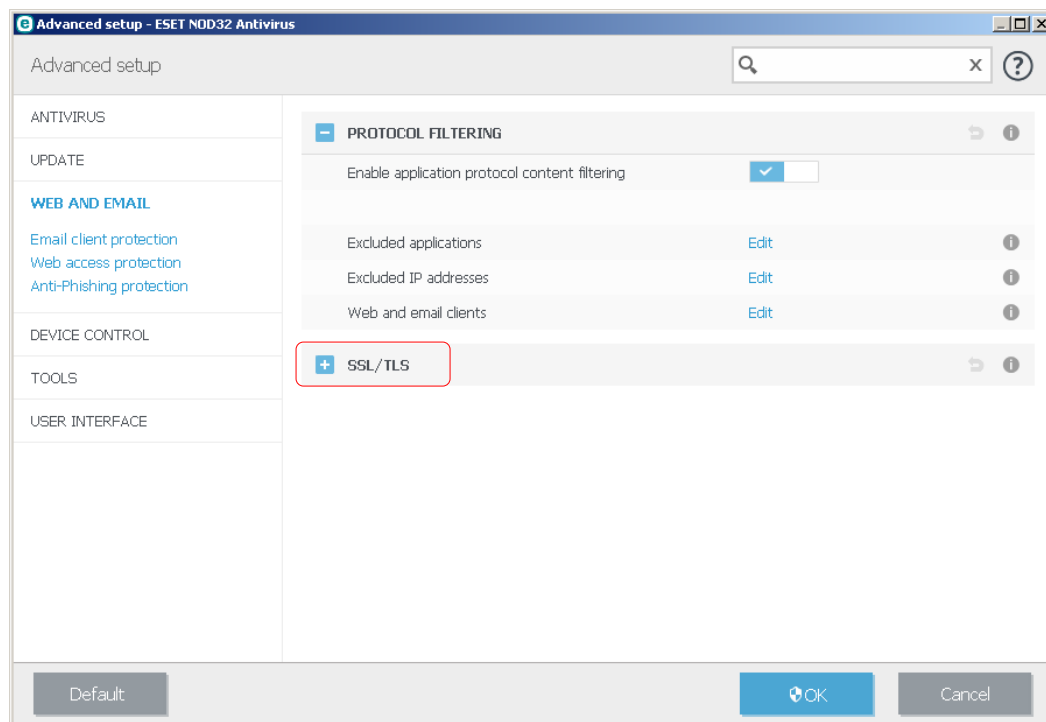 Advanced setup - ESET NOD32 Antivirus
Advanced setup
x
?
ANTIVIRUS
UPDATE
WEB AND EMAIL
Email client protection
Web access protection
Anti-Phishing protection
DEVICE CONTROL
TOOLS
USER INTERFACE
PROTOCOL FILTERING
Enable application protocol content filtering
Excluded applications Edit
Excluded IP addresses Edit
Web and email clients Edit
SSL/TLS
Default
OK
Cancel